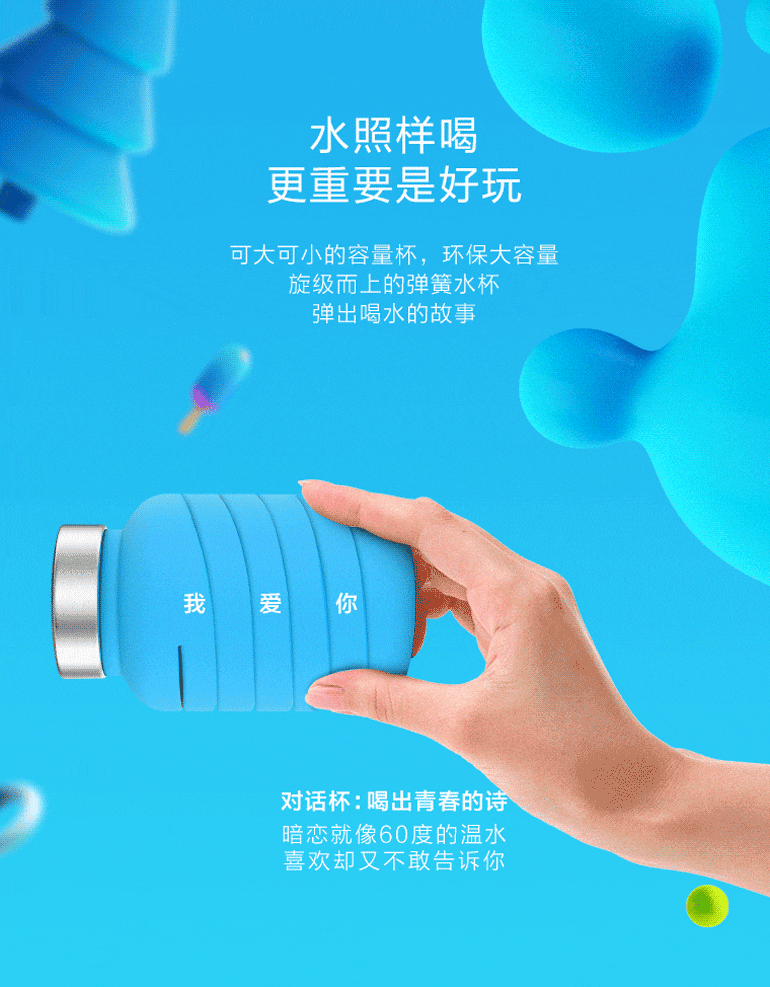 水照样喝
更重要是好玩
可大可小的容量杯，环保大容量
旋级而上的弹簧水杯
弹出喝水的故事
我 爱 你
对话杯：喝出青春的诗
暗恋就像60度的温水
喜欢却又不敢告诉你